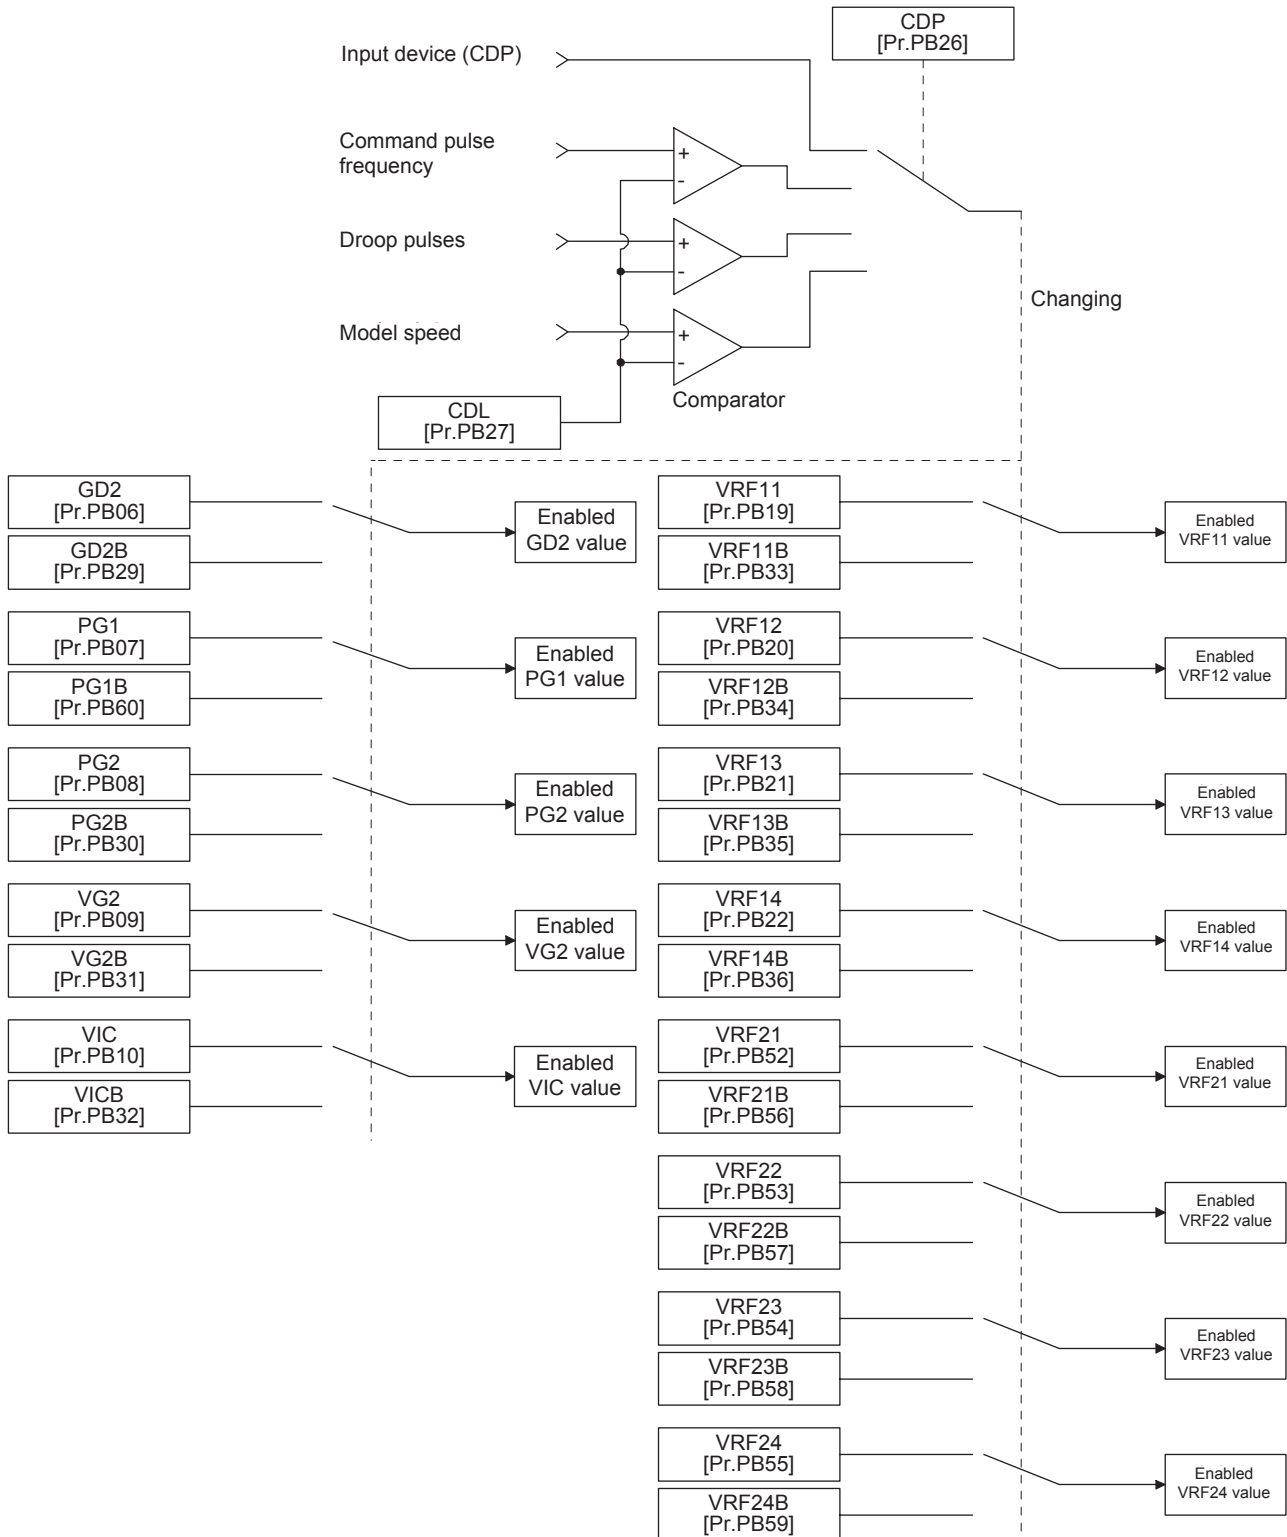 CDP
[Pr.PB26]
Input device (CDP)
Command pulse
frequency
+
-
Droop pulses
+
-
Changing
Model speed
+
-
Comparator
CDL
[Pr.PB27]
GD2
[Pr.PB06]
GD2B
[Pr.PB29]
Enabled
GD2 value
PG1
[Pr.PB07]
PG1B
[Pr.PB60]
Enabled
PG1 value
PG2
[Pr.PB08]
PG2B
[Pr.PB30]
Enabled
PG2 value
VG2
[Pr.PB09]
VG2B
[Pr.PB31]
Enabled
VG2 value
VIC
[Pr.PB10]
VICB
[Pr.PB32]
Enabled
VIC value
VRF11
[Pr.PB19]
VRF11B
[Pr.PB33]
Enabled
VRF11 value
VRF12
[Pr.PB20]
VRF12B
[Pr.PB34]
Enabled
VRF12 value
VRF13
[Pr.PB21]
VRF13B
[Pr.PB35]
Enabled
VRF13 value
VRF14
[Pr.PB22]
VRF14B
[Pr.PB36]
Enabled
VRF14 value
VRF21
[Pr.PB52]
VRF21B
[Pr.PB56]
Enabled
VRF21 value
VRF22
[Pr.PB53]
VRF22B
[Pr.PB57]
Enabled
VRF22 value
VRF23
[Pr.PB54]
VRF23B
[Pr.PB58]
Enabled
VRF23 value
VRF24
[Pr.PB55]
VRF24B
[Pr.PB59]
Enabled
VRF24 value